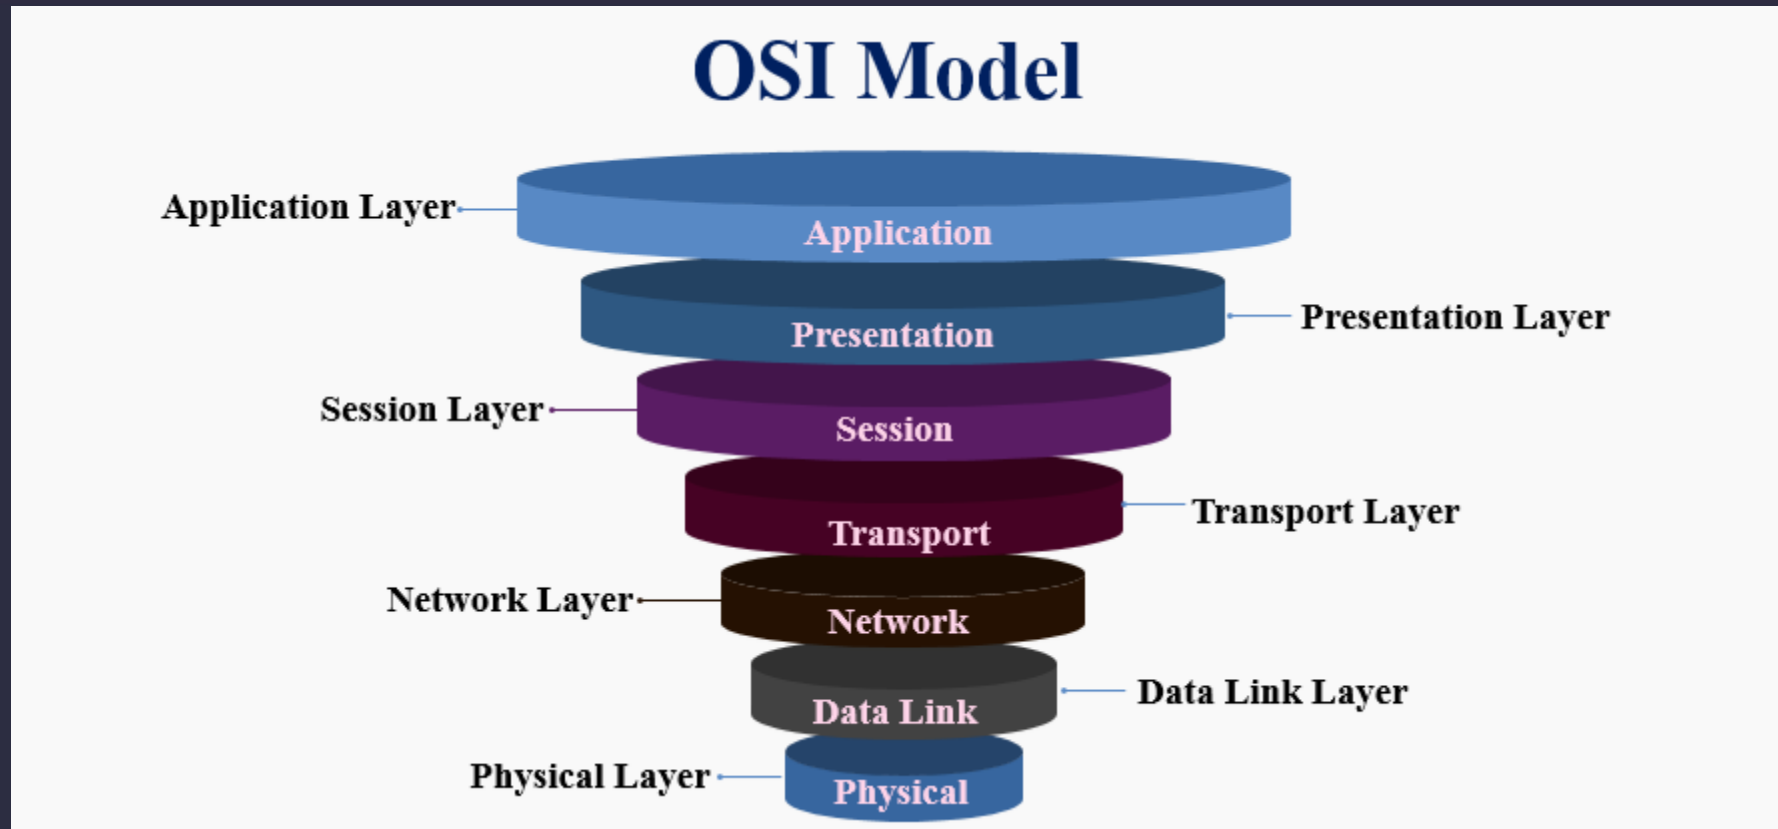 OSI Model
Application Layer
Application
Presentation
Presentation Layer
Session Layer
Session
Transport
Transport Layer
Network Layer
Network
Data Link
Data Link Layer
Physical Layer
Physical